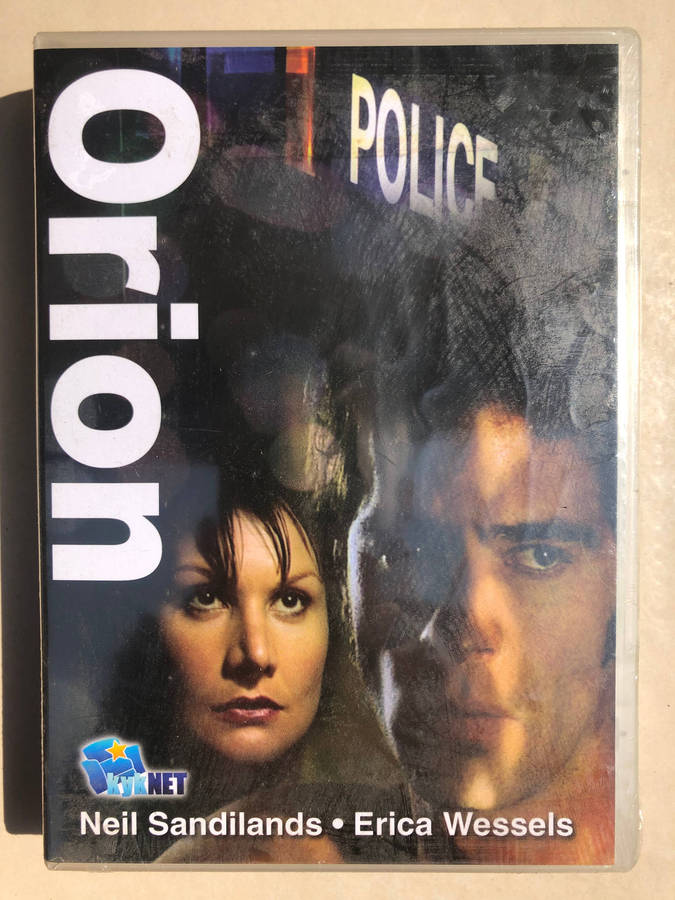 Orion
POLICE
kykNET
Neil Sandilands • Erica Wessels